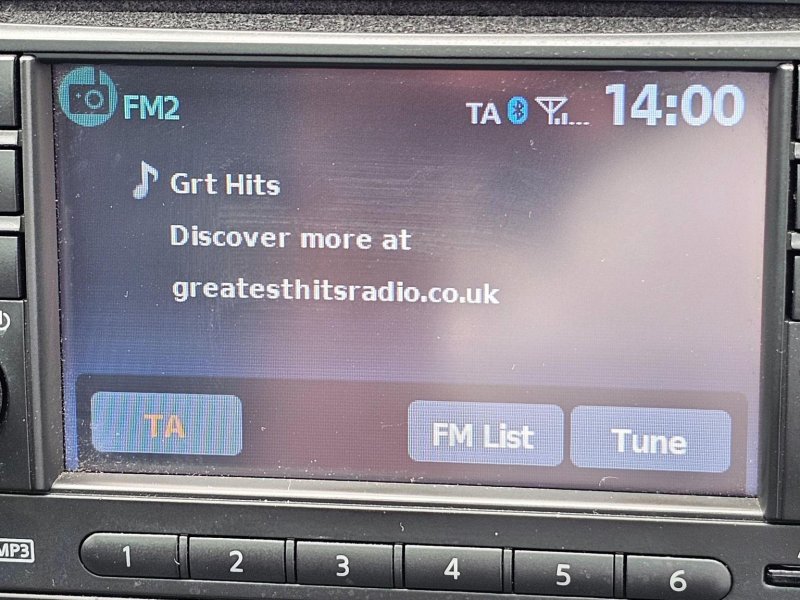 FM2 TA 14:00
Grt Hits
Discover more at
greatesthitsradio.co.uk
TA FM List Tune
MP3
1 2 3 4 5 6